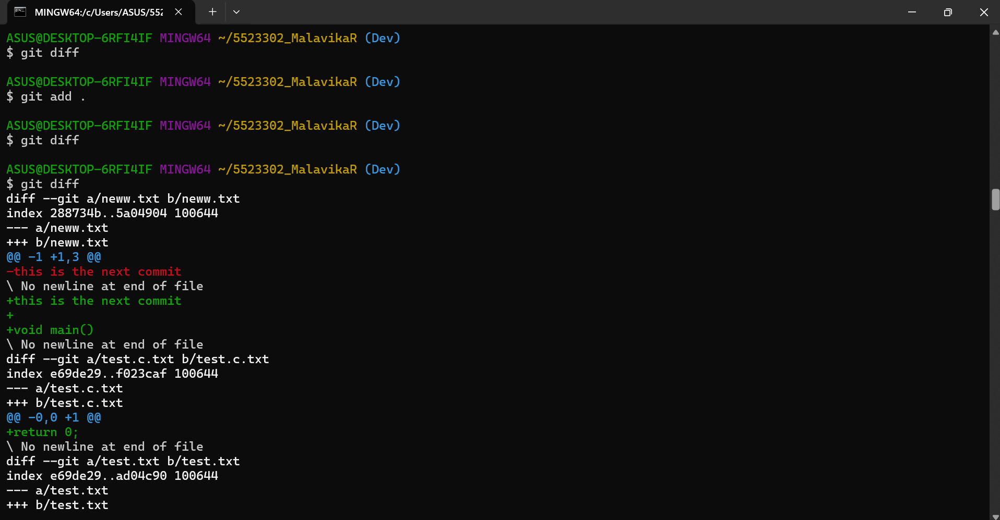 MINGW64:/c/Users/ASUS/552
ASUS@DESKTOP-6RFI4IF MINGW64 ~/5523302_MalavikaR (Dev)
$ git diff
ASUS@DESKTOP-6RFI4IF MINGW64 ~/5523302_MalavikaR (Dev)
$ git add .
ASUS@DESKTOP-6RFI4IF MINGW64 ~/5523302_MalavikaR (Dev)
$ git diff
ASUS@DESKTOP-6RFI4IF MINGW64 ~/5523302_MalavikaR (Dev)
$ git diff
diff --git a/neww.txt b/neww.txt
index 288734b..5a04904 100644
--- a/neww.txt
+++ b/neww.txt
@@ -1 +1,3 @@
-this is the next commit
\ No newline at end of file
+this is the next commit
+
+void main()
\ No newline at end of file
diff --git a/test.c.txt b/test.c.txt
index e69de29..f023caf 100644
--- a/test.c.txt
+++ b/test.c.txt
@@ -0,0 +1 @@
+return 0;
\ No newline at end of file
diff --git a/test.txt b/test.txt
index e69de29..ad04c90 100644
--- a/test.txt
+++ b/test.txt